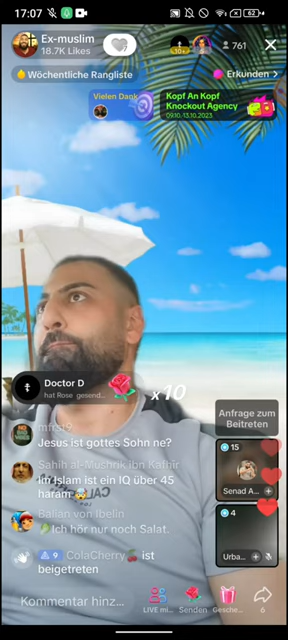 17:07
62
Ex-muslim
18.7K Likes
761
Wöchentliche Rangliste
Erkunden >
Vielen Dank
Kopf An Kopf
Knockout Agency
09.10.-13.10.2023
Doctor D
hat Rose gesend...
x10
Anfrage zum
Beitreten
mfrst9
Jesus ist gottes Sohn ne?
Sahih al-Mushrik ibn Kathir
Im Islam ist ein IQ über 45
haram
Balian von Ibelin
Ich hör nur noch Salat.
9 ColaCherry ist
beigetreten
15
Senad A...
4
Urba...
Kommentar hinz...
LIVE mi...
Senden
Gesche...
6